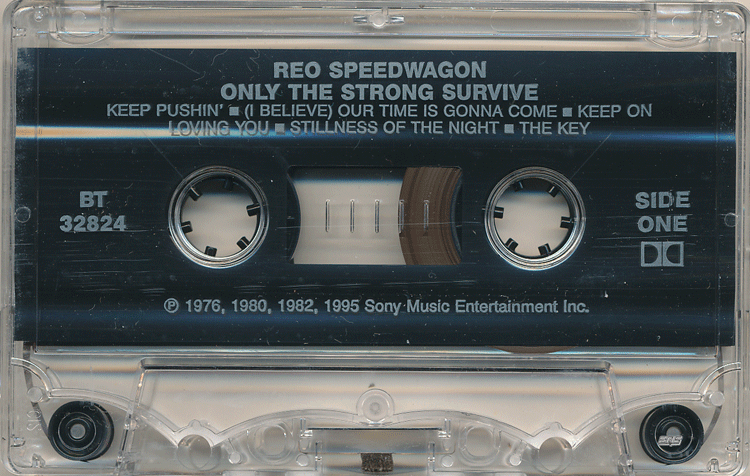 REO SPEEDWAGON
ONLY THE STRONG SURVIVE
KEEP PUSHIN' ■ (I BELIEVE) OUR TIME IS GONNA COME ■ KEEP ON
LOVING YOU ■ STILLNESS OF THE NIGHT ■ THE KEY
BT
32824
SIDE
ONE
℗ 1976, 1980, 1982, 1995 Sony Music Entertainment Inc.